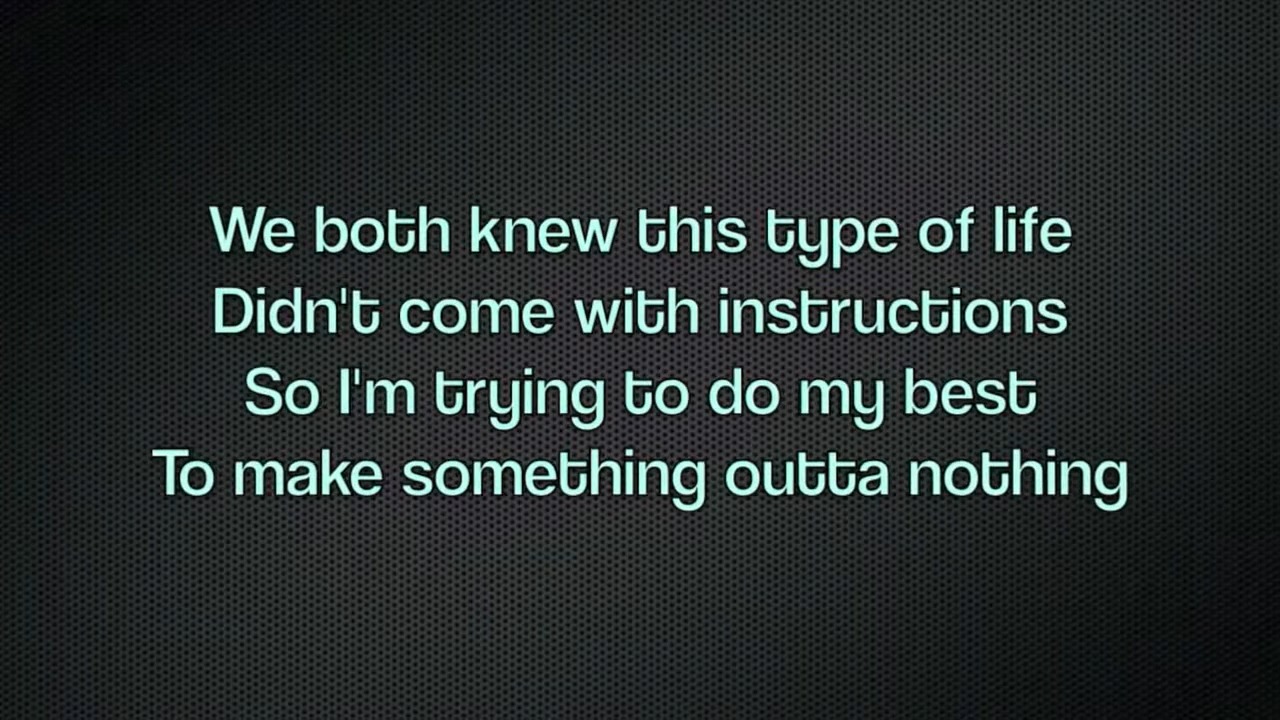 We both knew this type of life
Didn't come with instructions
So I'm trying to do my best
To make something outta nothing